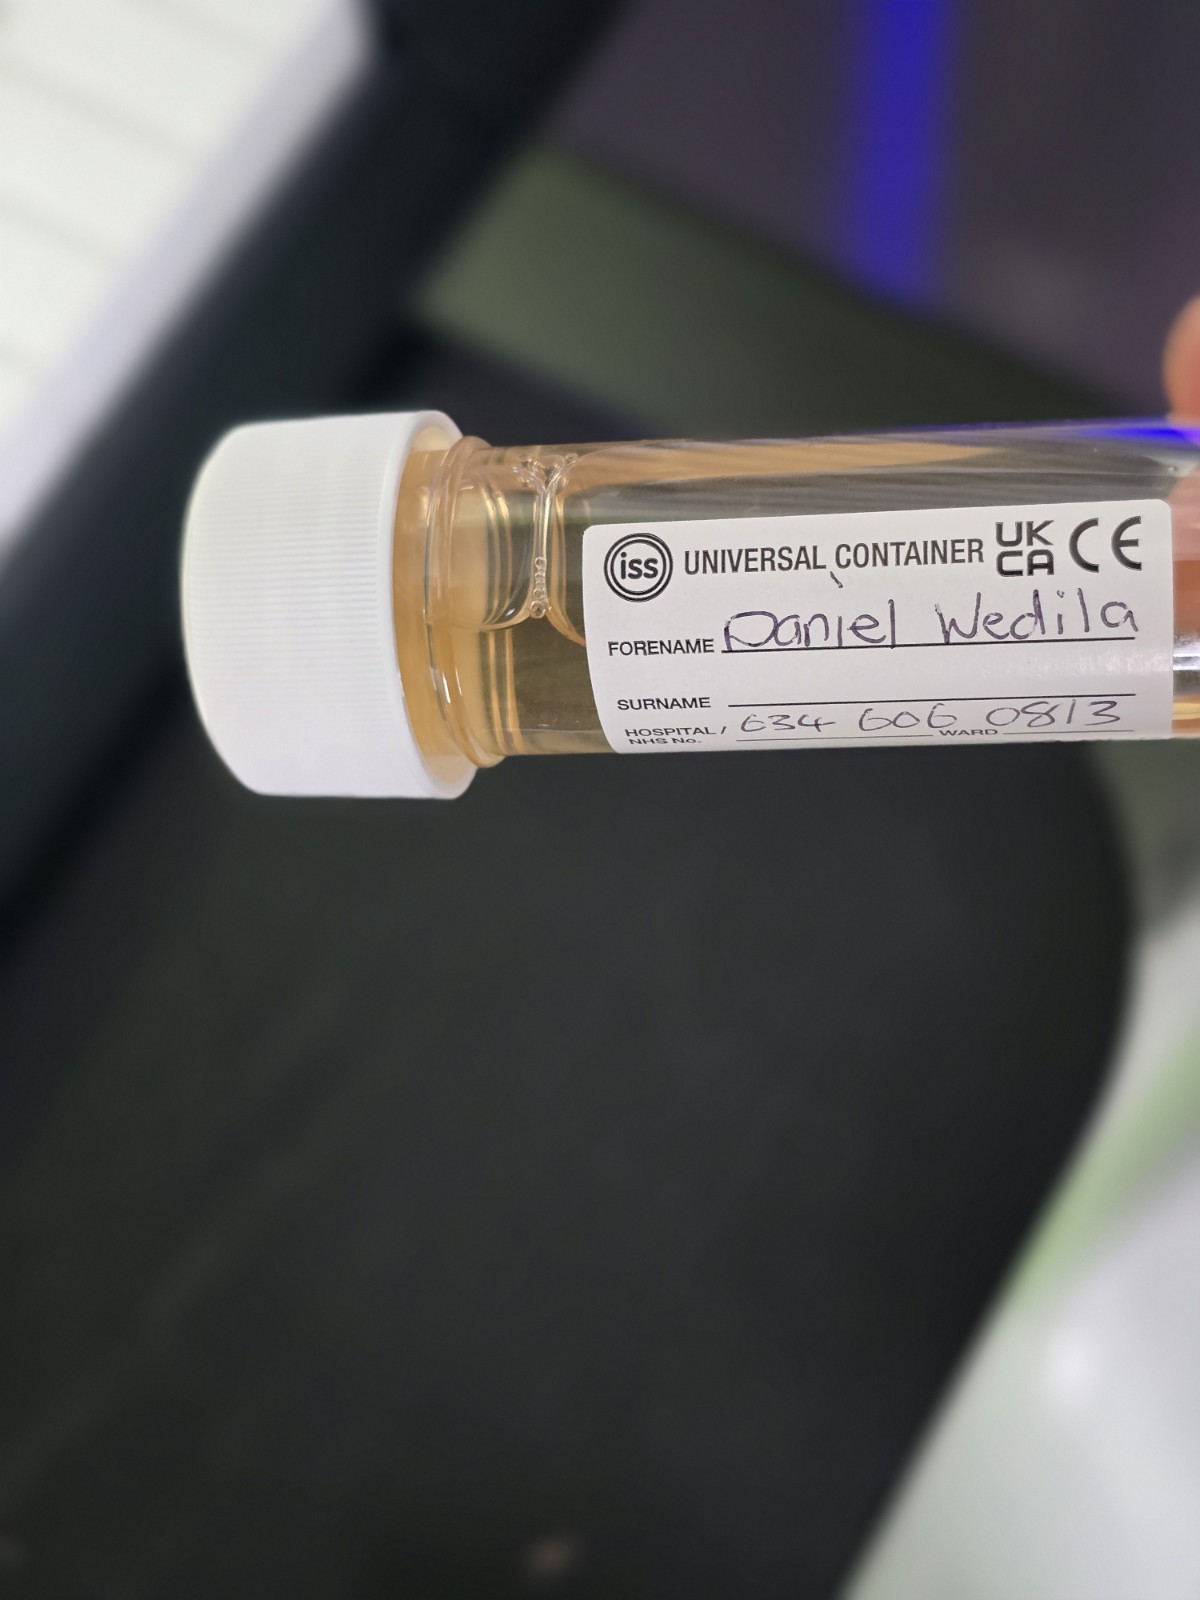 iss UNIVERSAL CONTAINER UK CA CE
FORENAME Daniel Wedila
SURNAME
HOSPITAL / NHS No. 634 606 0813 WARD